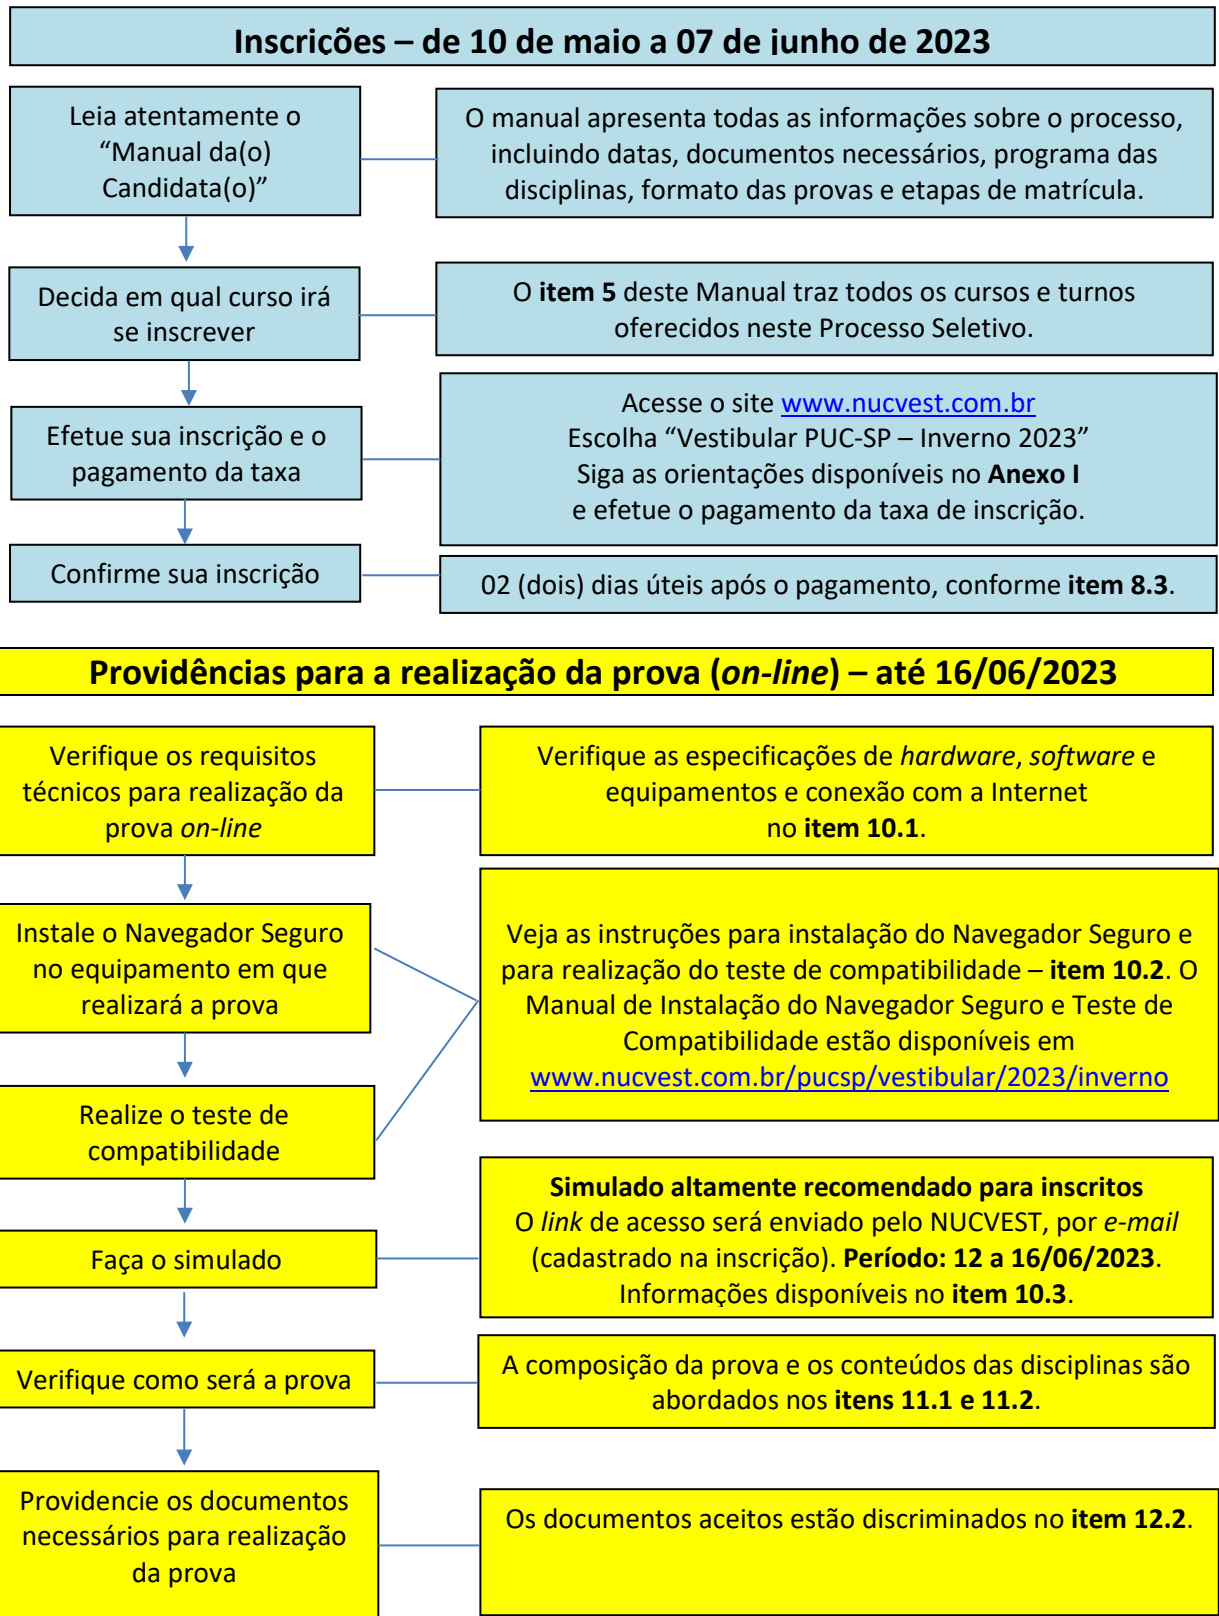 Inscrições – de 10 de maio a 07 de junho de 2023
Leia atentamente o
“Manual da(o)
Candidata(o)”
O manual apresenta todas as informações sobre o processo,
incluindo datas, documentos necessários, programa das
disciplinas, formato das provas e etapas de matrícula.
Decida em qual curso irá
se inscrever
O item 5 deste Manual traz todos os cursos e turnos
oferecidos neste Processo Seletivo.
Efetue sua inscrição e o
pagamento da taxa
Acesse o site www.nucvest.com.br
Escolha “Vestibular PUC-SP – Inverno 2023”
Siga as orientações disponíveis no Anexo I
e efetue o pagamento da taxa de inscrição.
Confirme sua inscrição
02 (dois) dias úteis após o pagamento, conforme item 8.3.
Providências para a realização da prova (on-line) – até 16/06/2023
Verifique os requisitos
técnicos para realização da
prova on-line
Verifique as especificações de hardware, software e
equipamentos e conexão com a Internet
no item 10.1.
Instale o Navegador Seguro
no equipamento em que
realizará a prova
Veja as instruções para instalação do Navegador Seguro e
para realização do teste de compatibilidade – item 10.2. O
Manual de Instalação do Navegador Seguro e Teste de
Compatibilidade estão disponíveis em
www.nucvest.com.br/pucsp/vestibular/2023/inverno
Realize o teste de
compatibilidade
Faça o simulado
Simulado altamente recomendado para inscritos
O link de acesso será enviado pelo NUCVEST, por e-mail
(cadastrado na inscrição). Período: 12 a 16/06/2023.
Informações disponíveis no item 10.3.
Verifique como será a prova
A composição da prova e os conteúdos das disciplinas são
abordados nos itens 11.1 e 11.2.
Providencie os documentos
necessários para realização
da prova
Os documentos aceitos estão discriminados no item 12.2.